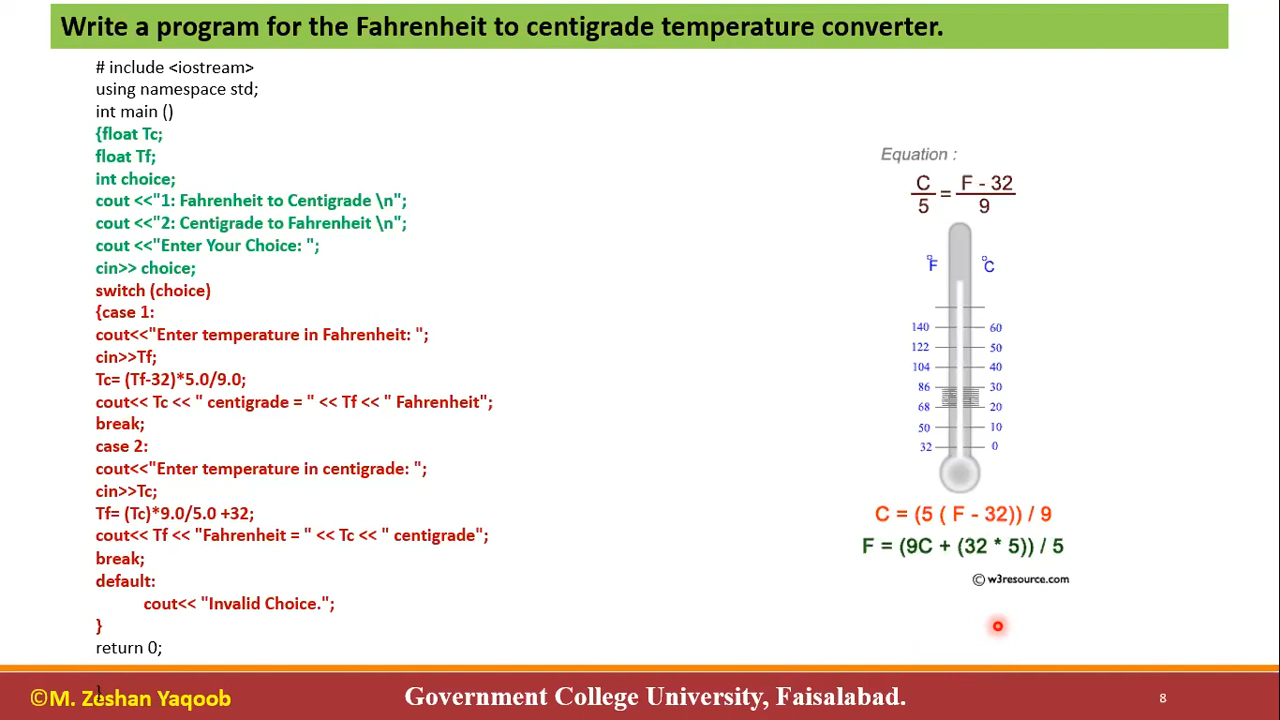 Write a program for the Fahrenheit to centigrade temperature converter.
# include <iostream>
using namespace std;
int main ()
{float Tc;
float Tf;
int choice;
cout <<"1: Fahrenheit to Centigrade \n";
cout <<"2: Centigrade to Fahrenheit \n";
cout <<"Enter Your Choice: ";
cin>> choice;
switch (choice)
{case 1:
cout<<"Enter temperature in Fahrenheit: ";
cin>>Tf;
Tc= (Tf-32)*5.0/9.0;
cout<< Tc << " centigrade = " << Tf << " Fahrenheit";
break;
case 2:
cout<<"Enter temperature in centigrade: ";
cin>>Tc;
Tf= (Tc)*9.0/5.0 +32;
cout<< Tf << "Fahrenheit = " << Tc << " centigrade";
break;
default:
cout<< "Invalid Choice.";
}
return 0;
}
Equation :
C/5 = F - 32/9
°F °C
140 60
122 50
104 40
86 30
68 20
50 10
32 0
C = (5 ( F - 32)) / 9
F = (9C + (32 * 5)) / 5
© w3resource.com
©M. Zeshan Yaqoob
Government College University, Faisalabad.
8